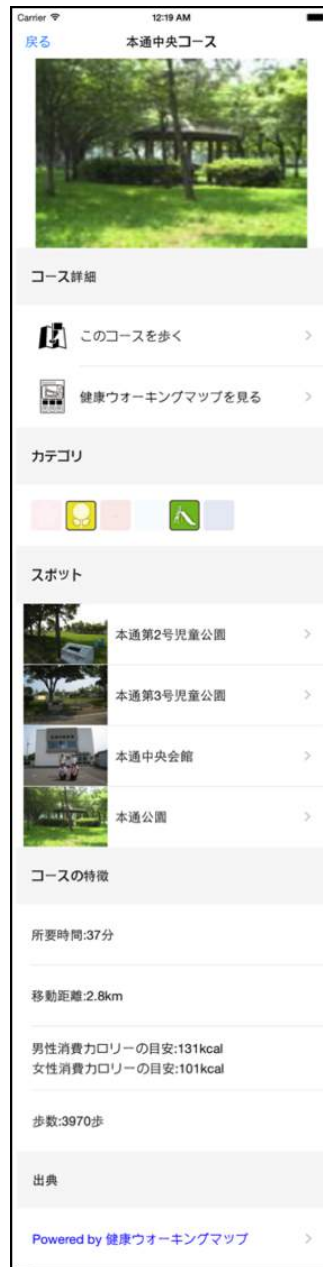 Carrier 12:19 AM
戻る 本通中央コース
コース詳細
このコースを歩く
健康ウオーキングマップを見る
カテゴリ
スポット
本通第2号児童公園
本通第3号児童公園
本通中央会館
本通公園
コースの特徴
所要時間:37分
移動距離:2.8km
男性消費カロリーの目安:131kcal
女性消費カロリーの目安:101kcal
歩数:3970歩
出典
Powered by 健康ウオーキングマップ